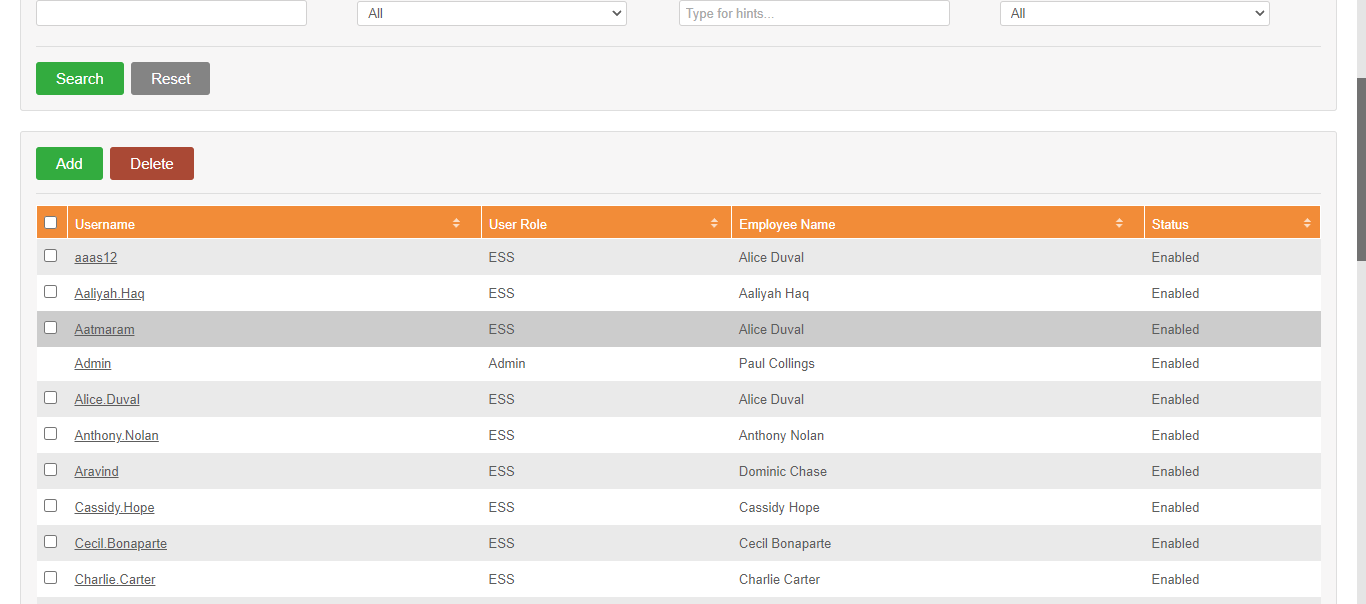 All Type for hints... All
Search Reset
Add Delete
Username User Role Employee Name Status
aaas12 ESS Alice Duval Enabled
Aaliyah.Haq ESS Aaliyah Haq Enabled
Aatmaram ESS Alice Duval Enabled
Admin Admin Paul Collings Enabled
Alice.Duval ESS Alice Duval Enabled
Anthony.Nolan ESS Anthony Nolan Enabled
Aravind ESS Dominic Chase Enabled
Cassidy.Hope ESS Cassidy Hope Enabled
Cecil.Bonaparte ESS Cecil Bonaparte Enabled
Charlie.Carter ESS Charlie Carter Enabled